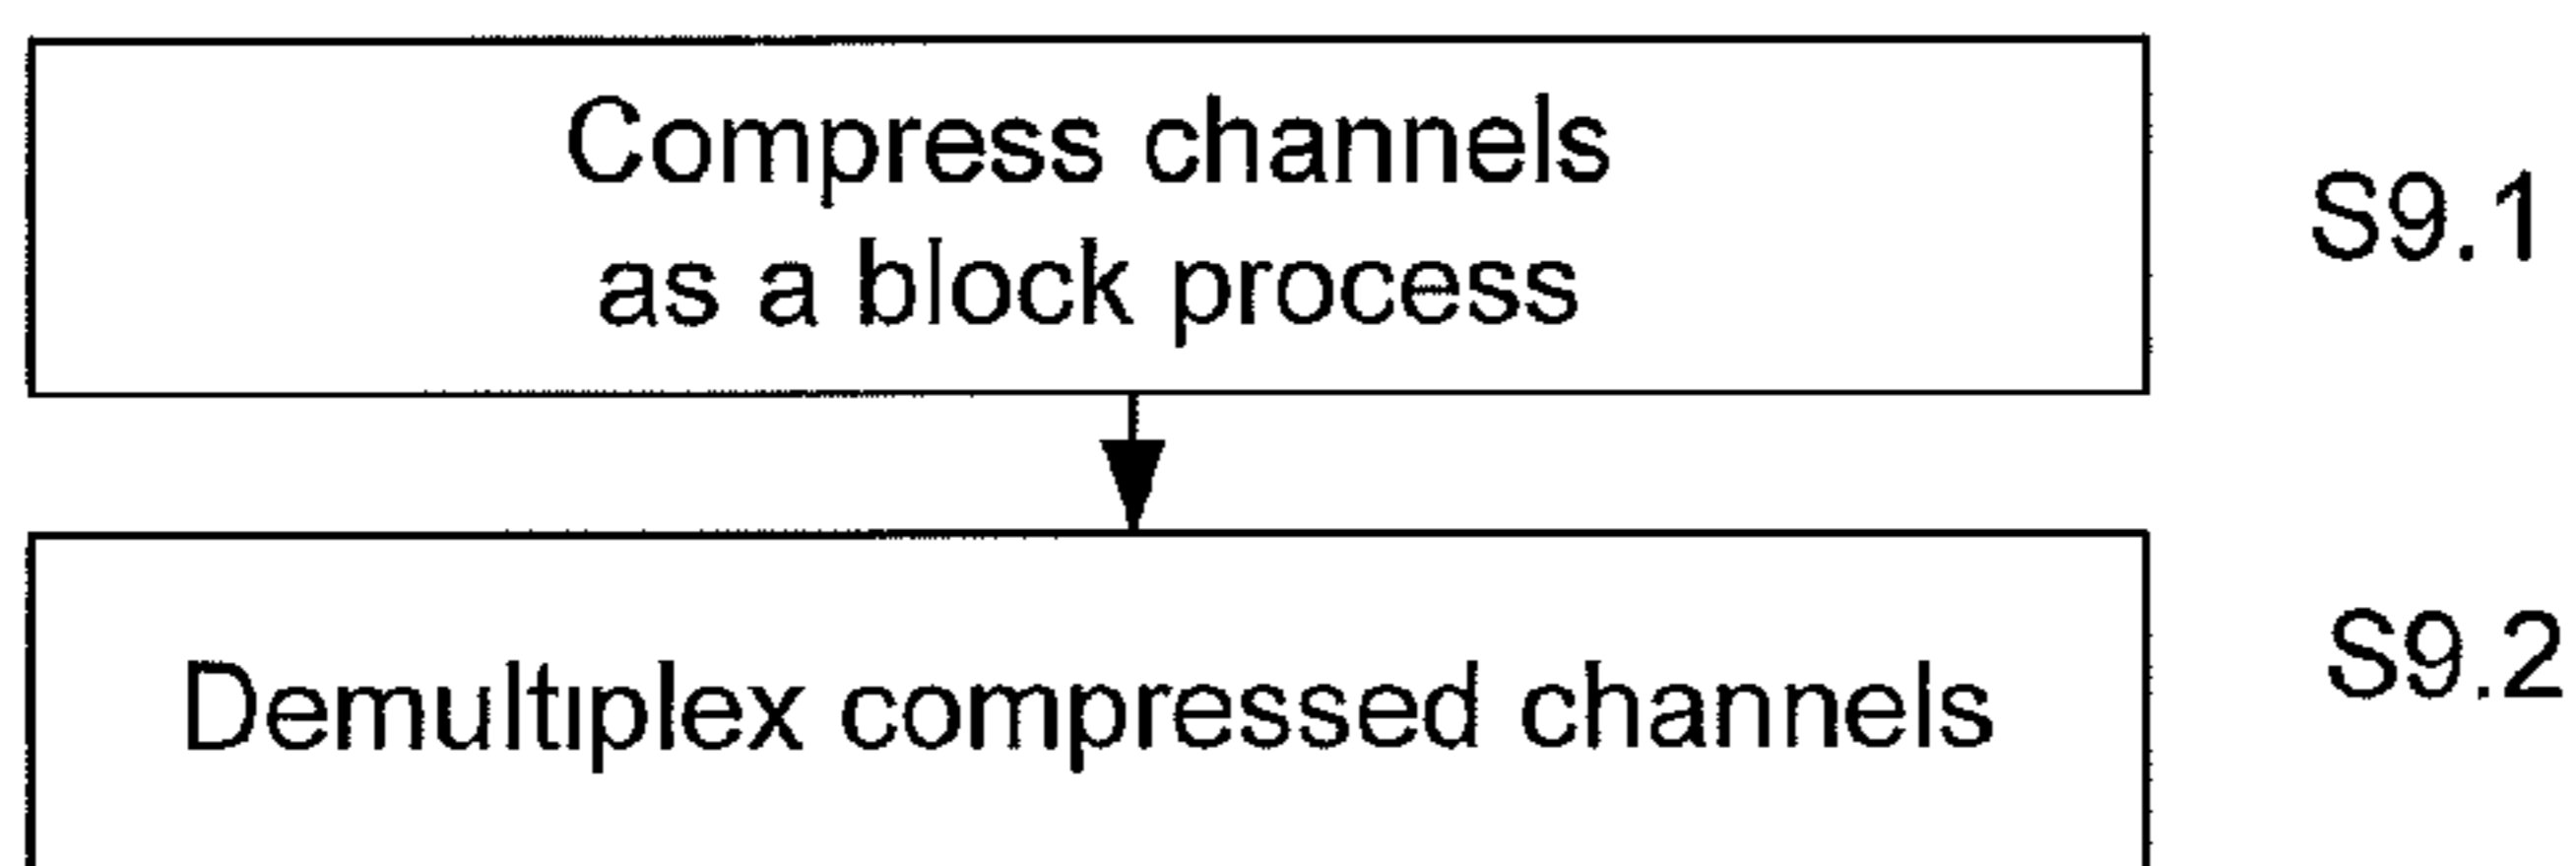 Compress channels
as a block process
S9.1
Demultiplex compressed channels
S9.2